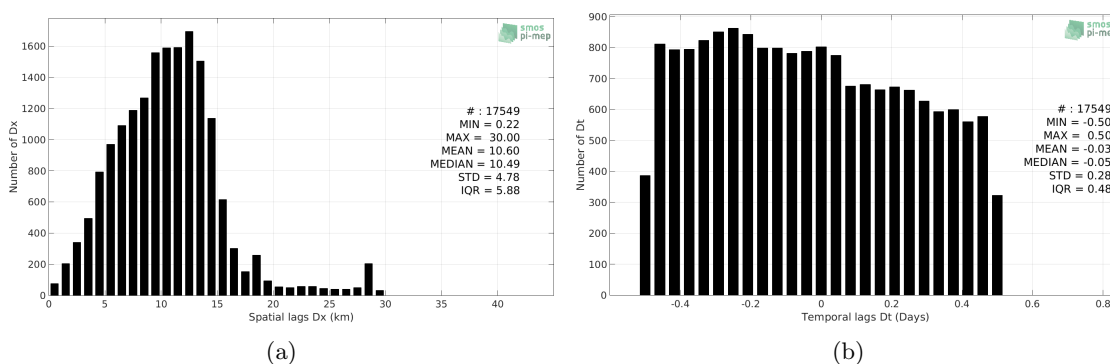 smos
pi-mep
1600
1400
1200
1000
800
600
400
200
0
Number of Dx
# : 17549
MIN = 0.22
MAX = 30.00
MEAN = 10.60
MEDIAN = 10.49
STD = 4.78
IQR = 5.88
0 5 10 15 20 25 30 35 40
Spatial lags Dx (km)
(a)
smos
pi-mep
900
800
700
600
500
400
300
200
100
0
Number of Dt
# : 17549
MIN = -0.50
MAX = 0.50
MEAN = -0.03
MEDIAN = -0.05
STD = 0.28
IQR = 0.48
-0.4 -0.2 0 0.2 0.4 0.6 0.8
Temporal lags Dt (Days)
(b)